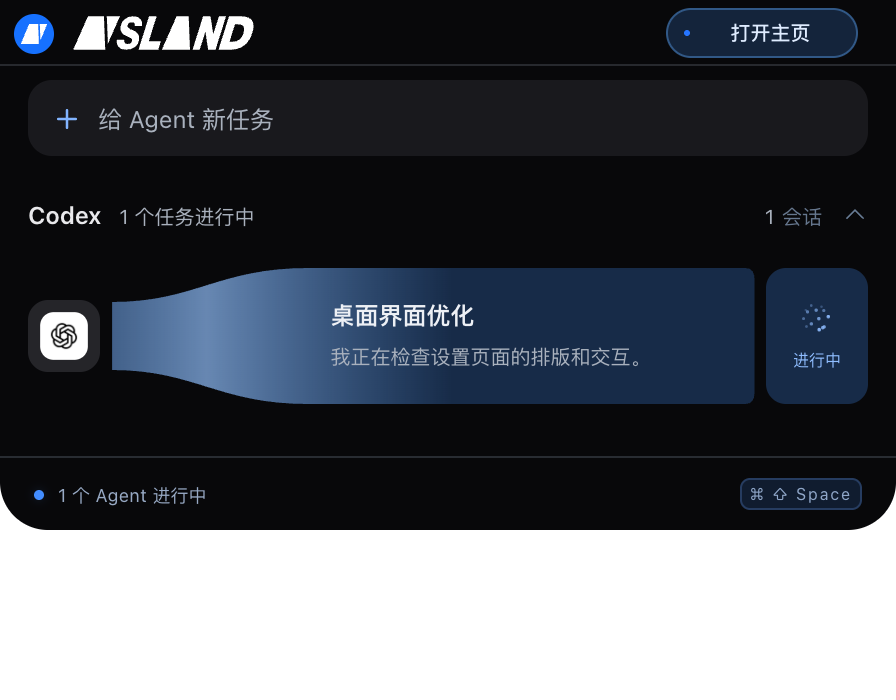 AISLAND
打开主页
给 Agent 新任务
Codex 1 个任务进行中
1 会话
桌面界面优化
我正在检查设置页面的排版和交互。
进行中
1 个 Agent 进行中
⌘ ⇧ Space